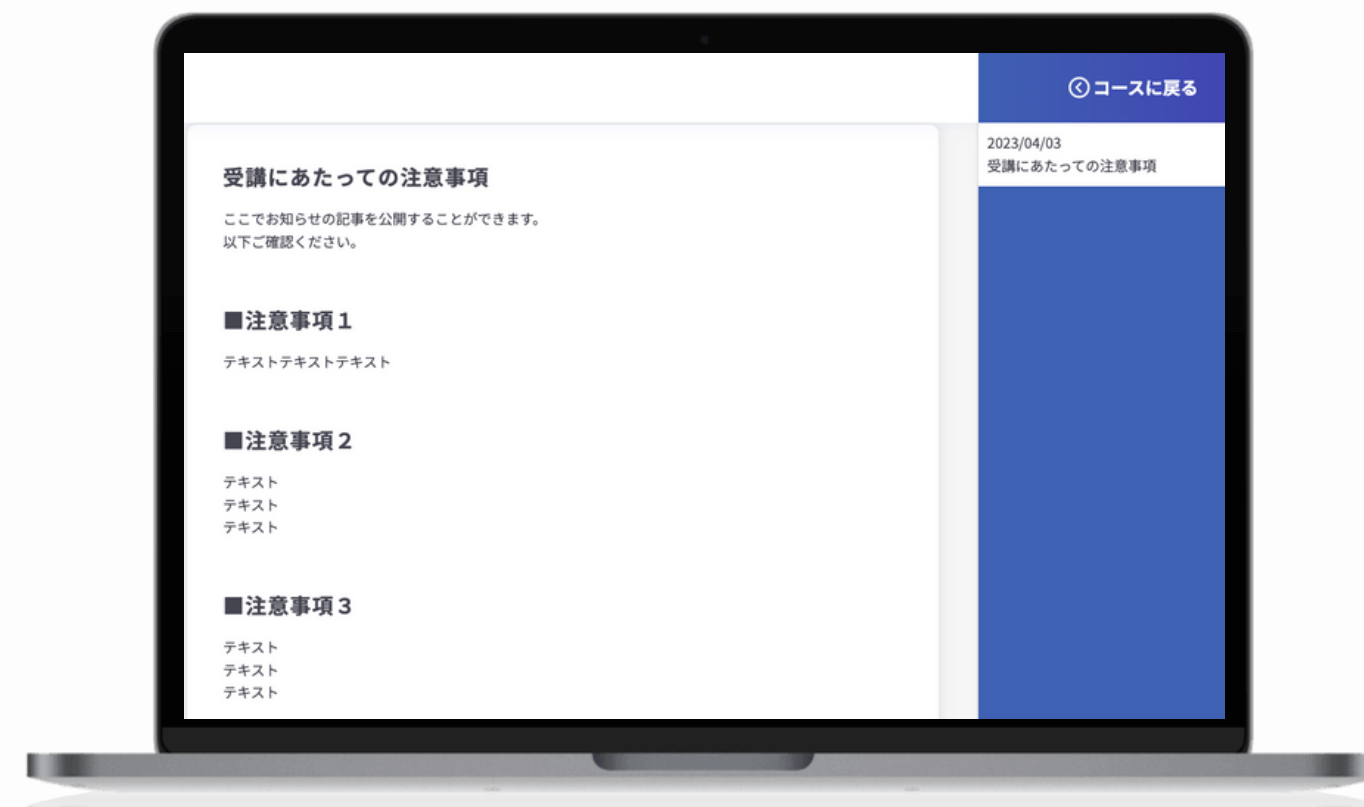 コースに戻る
2023/04/03
受講にあたっての注意事項
受講にあたっての注意事項
ここでお知らせの記事を公開することができます。
以下ご確認ください。
■注意事項１
テキストテキストテキスト
■注意事項２
テキスト
テキスト
テキスト
■注意事項３
テキスト
テキスト
テキスト